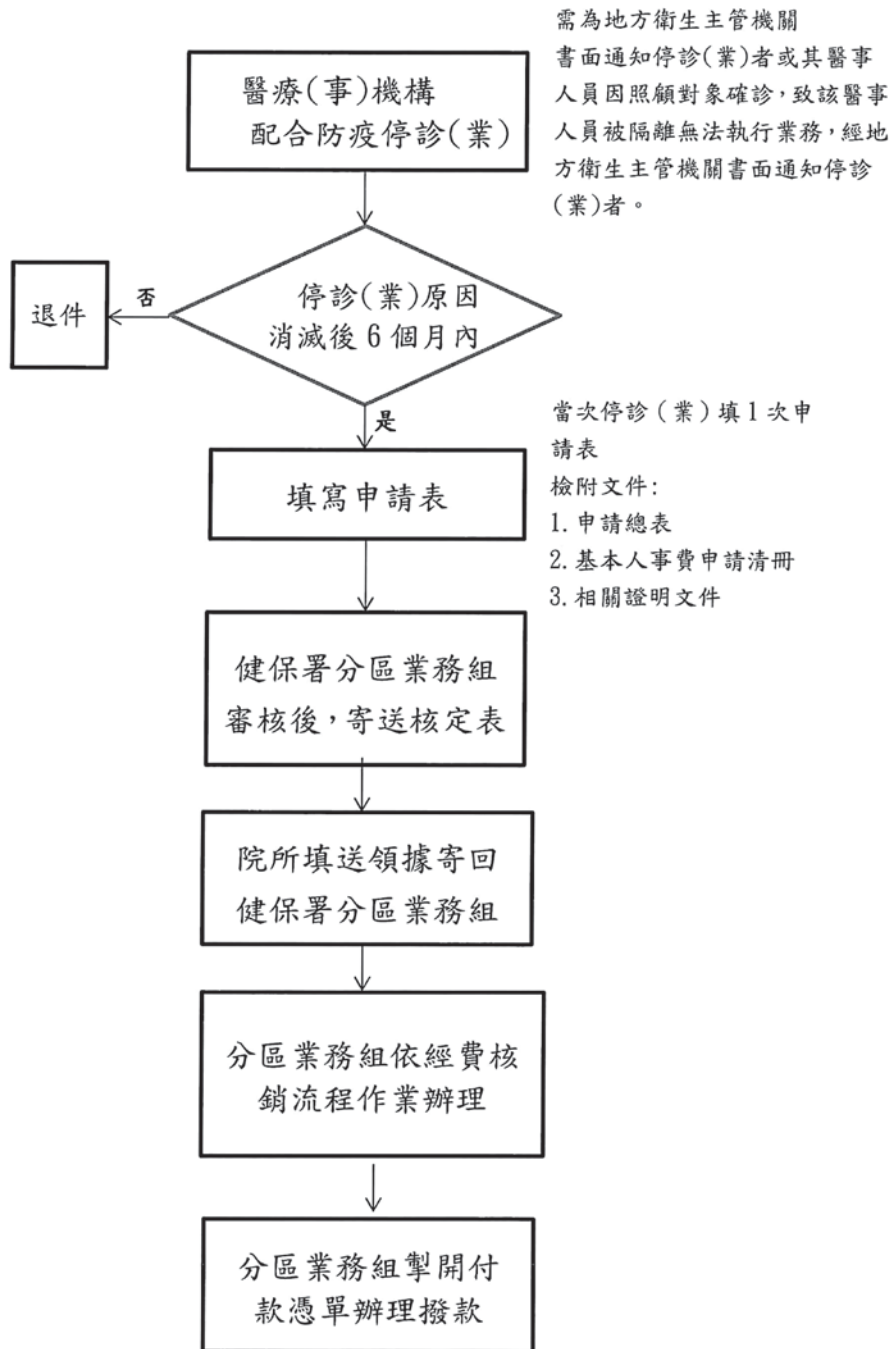 需為地方衛生主管機關
書面通知停診(業)者或其醫事
人員因照顧對象確診,致該醫事
人員被隔離無法執行業務,經地
方衛生主管機關書面通知停診
(業)者。
醫療(事)機構
配合防疫停診(業)
停診(業)原因
消滅後6個月內
否
退件
是
當次停診(業)填1次申
請表
檢附文件:
1.申請總表
2.基本人事費申請清冊
3.相關證明文件
填寫申請表
健保署分區業務組
審核後,寄送核定表
院所填送領據寄回
健保署分區業務組
分區業務組依經費核
銷流程作業辦理
分區業務組掣開付
款憑單辦理撥款